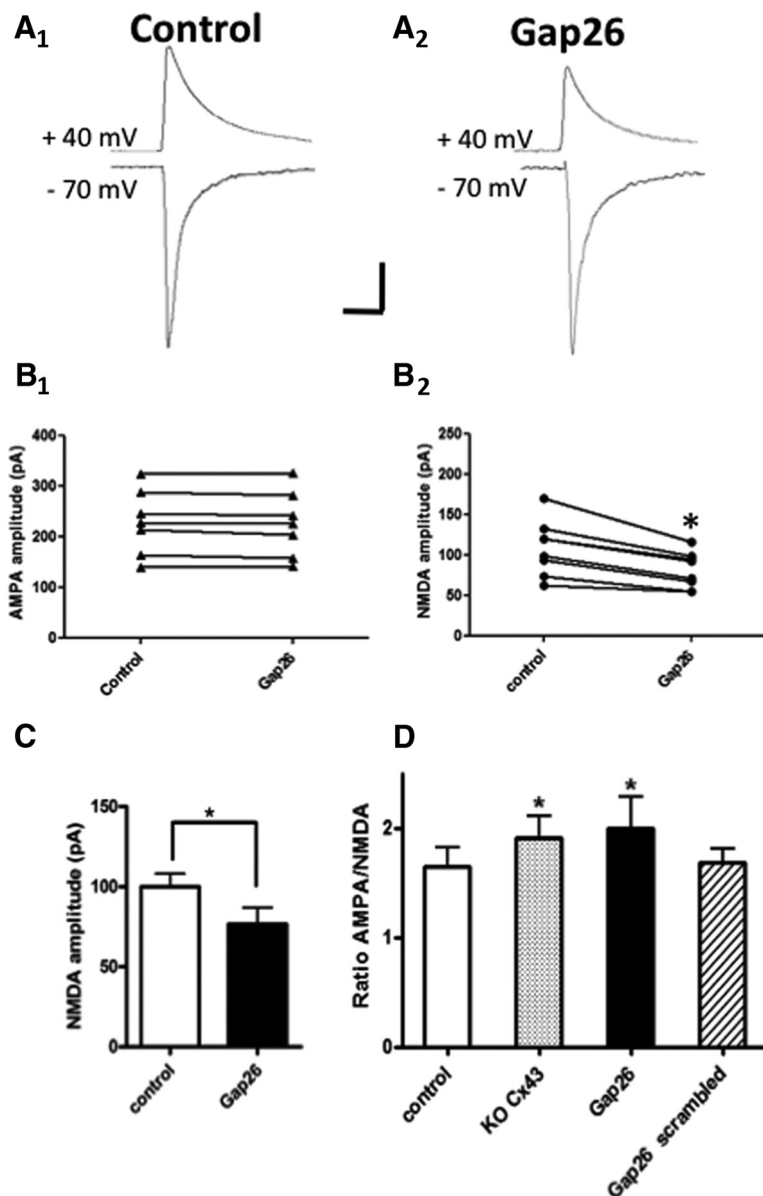 A1 Control
A2 Gap26
+ 40 mV
- 70 mV
+ 40 mV
- 70 mV
B1
AMPA amplitude (pA)
400
300
200
100
0
Control
Gap26
B2
NMDA amplitude (pA)
250
200
150
100
50
0
*
control
Gap26
C
NMDA amplitude (pA)
150
100
50
0
*
control
Gap26
D
Ratio AMPA/NMDA
2
1
0
*
*
control
KO Cx43
Gap26
Gap26 scrambled